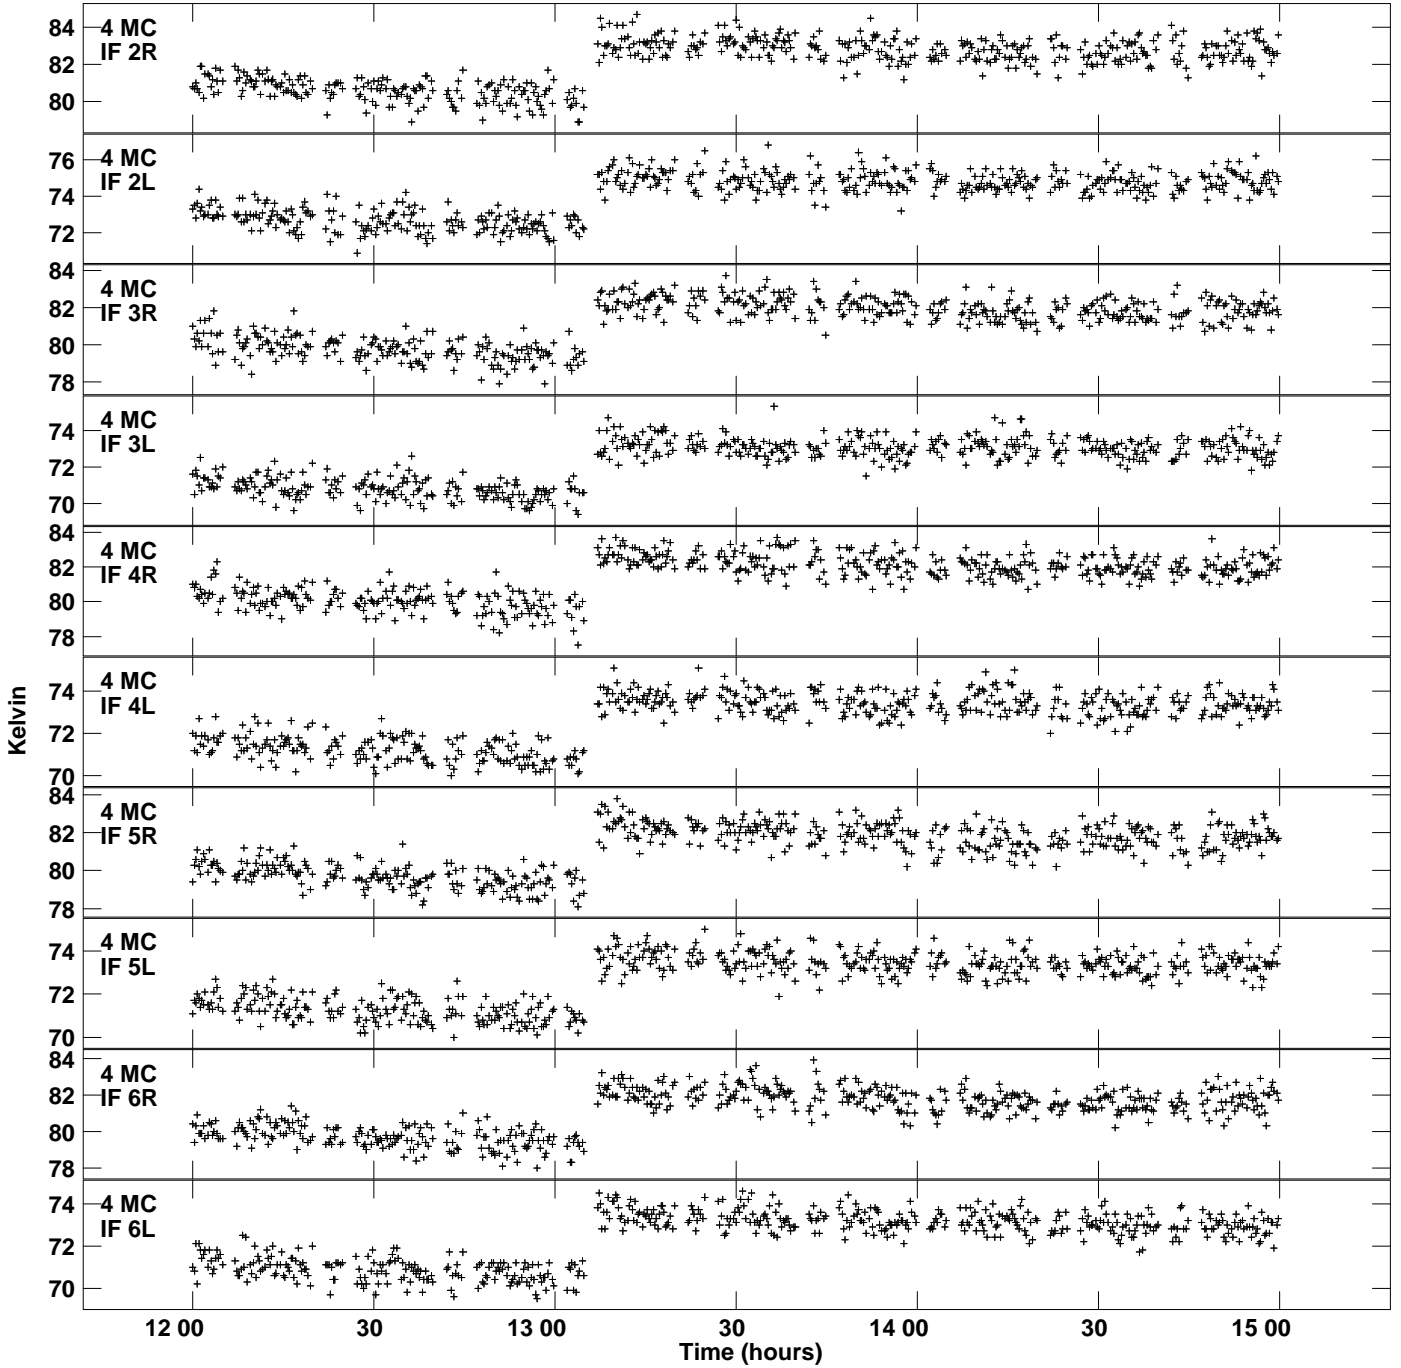 84
4 MC
IF 2R
82
80
76
4 MC
IF 2L
74
72
84
4 MC
IF 3R
82
80
78
4 MC
IF 3L
74
72
70
84
4 MC
IF 4R
82
80
78
4 MC
IF 4L
74
72
70
84
4 MC
IF 5R
82
80
78
4 MC
IF 5L
74
72
70
84
4 MC
IF 6R
82
80
78
4 MC
IF 6L
74
72
70
Kelvin
12 00 30 13 00 30 14 00 30 15 00
Time (hours)